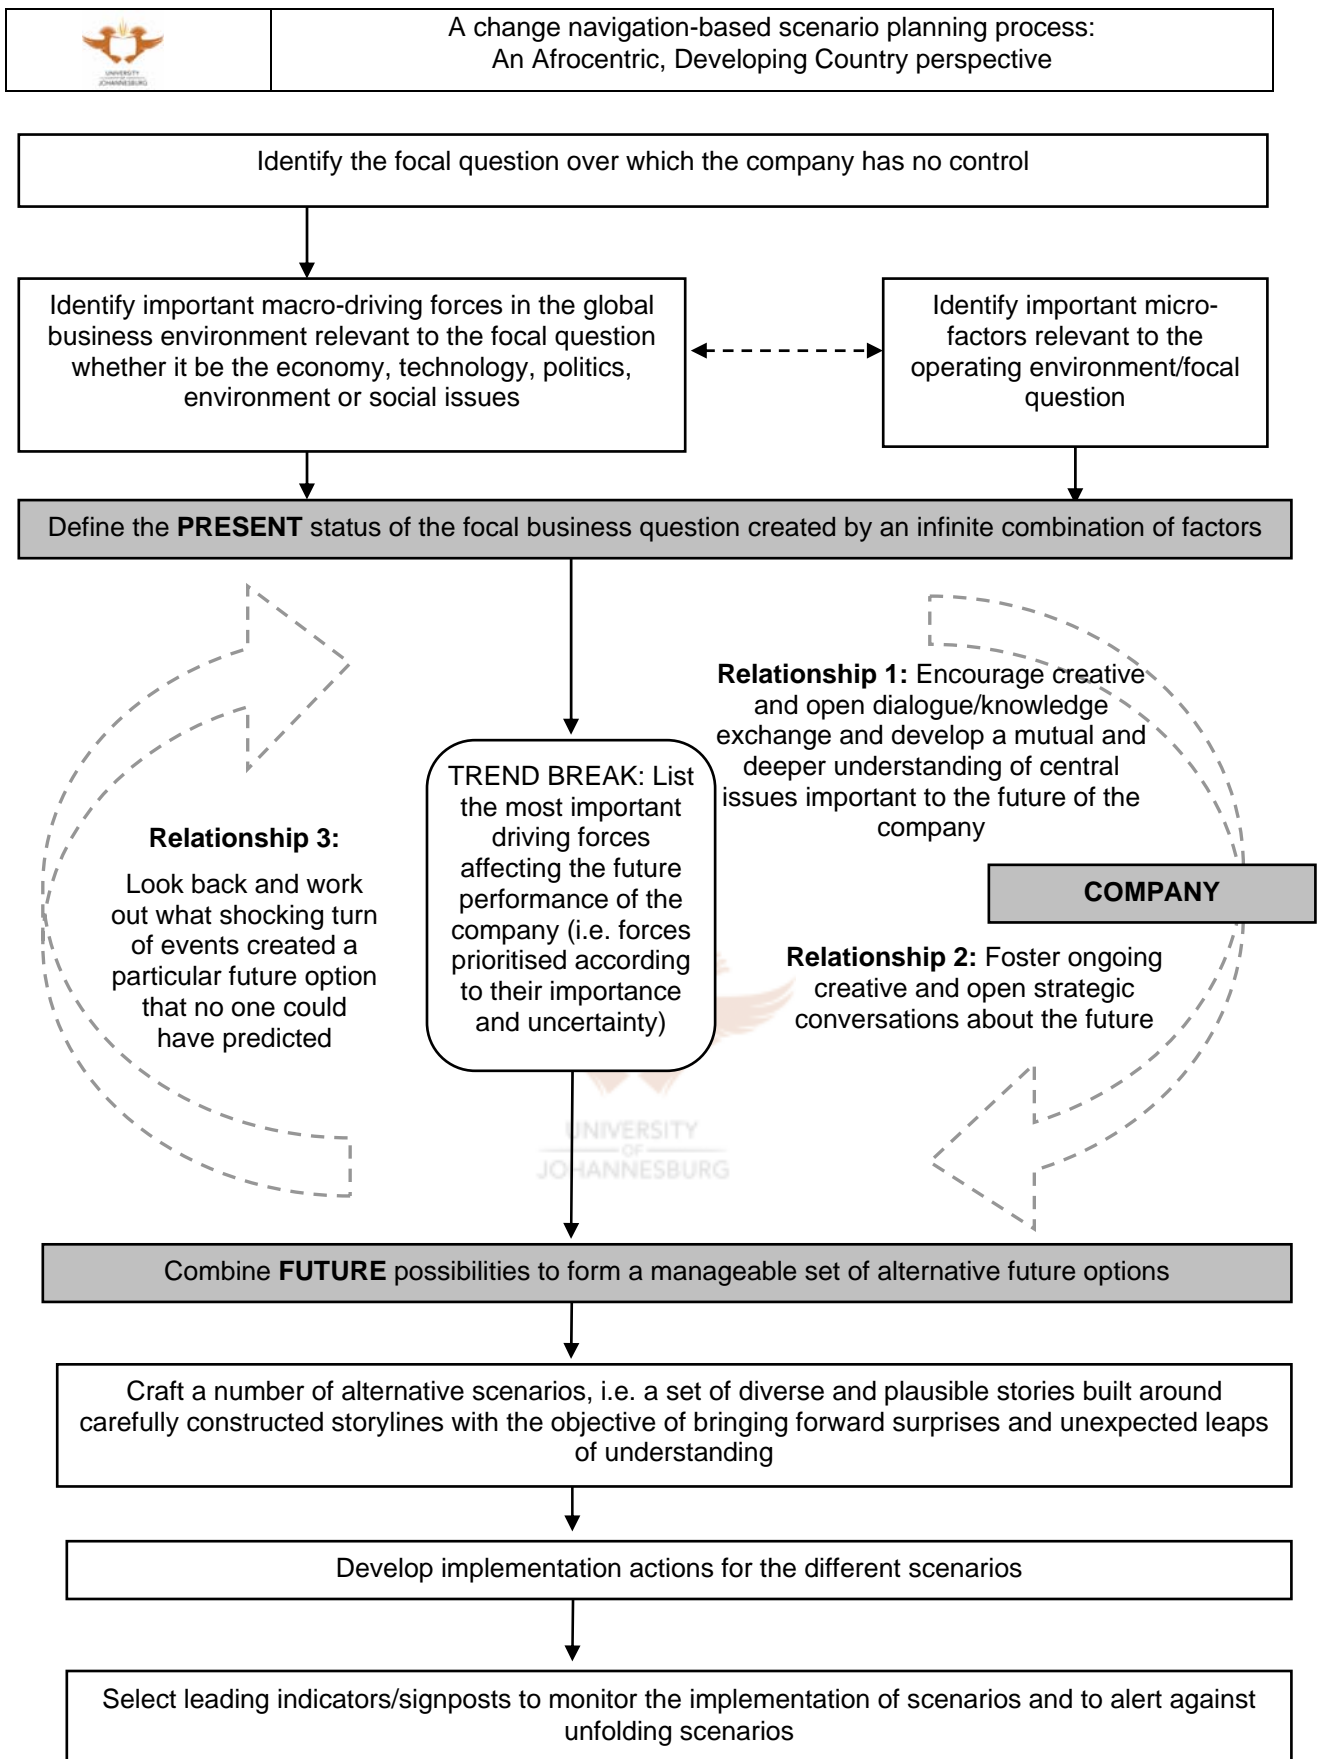 UNIVERSITY
OF
JOHANNESBURG
A change navigation-based scenario planning process:
An Afrocentric, Developing Country perspective
Identify the focal question over which the company has no control
Identify important macro-driving forces in the global
business environment relevant to the focal question
whether it be the economy, technology, politics,
environment or social issues
Identify important micro-
factors relevant to the
operating environment/focal
question
Define the PRESENT status of the focal business question created by an infinite combination of factors
Relationship 1: Encourage creative
and open dialogue/knowledge
exchange and develop a mutual and
deeper understanding of central
issues important to the future of the
company
TREND BREAK: List
the most important
driving forces
affecting the future
performance of the
company (i.e. forces
prioritised according
to their importance
and uncertainty)
Relationship 3:
Look back and work
out what shocking turn
of events created a
particular future option
that no one could
have predicted
COMPANY
Relationship 2: Foster ongoing
creative and open strategic
conversations about the future
UNIVERSITY
OF
JOHANNESBURG
Combine FUTURE possibilities to form a manageable set of alternative future options
Craft a number of alternative scenarios, i.e. a set of diverse and plausible stories built around
carefully constructed storylines with the objective of bringing forward surprises and unexpected leaps
of understanding
Develop implementation actions for the different scenarios
Select leading indicators/signposts to monitor the implementation of scenarios and to alert against
unfolding scenarios